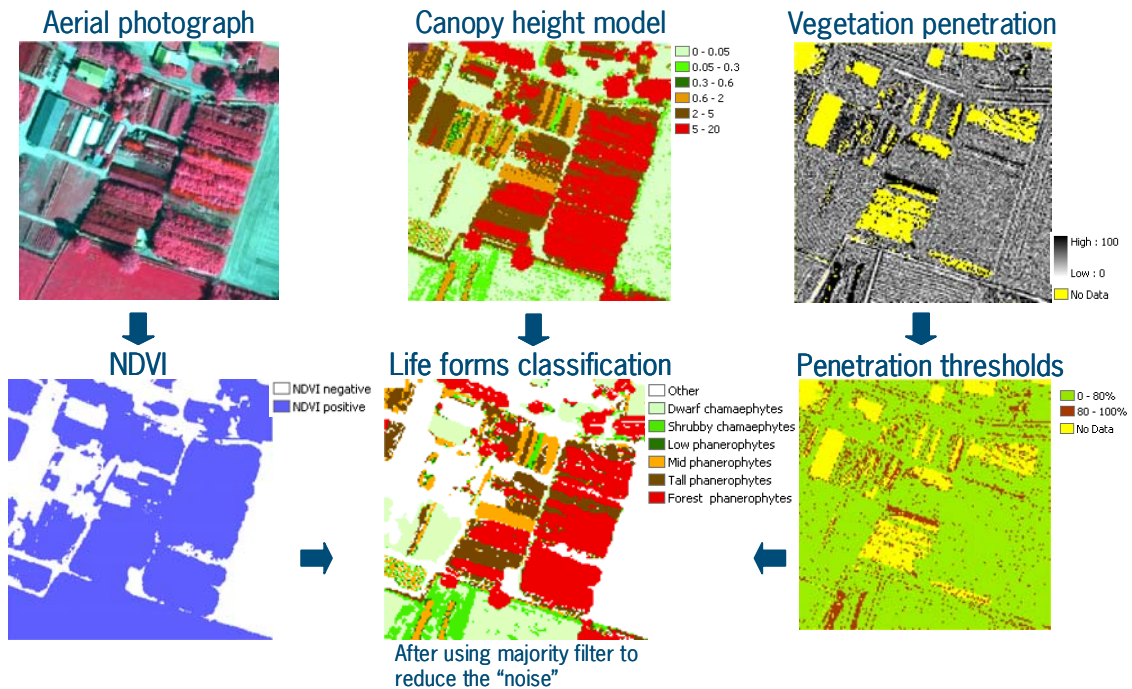 Aerial photograph
Canopy height model
0 - 0.05
0.05 - 0.3
0.3 - 0.6
0.6 - 2
2 - 5
5 - 20
Vegetation penetration
High : 100
Low : 0
No Data
NDVI
NDVI negative
NDVI positive
Life forms classification
Other
Dwarf chamaephytes
Shrubby chamaephytes
Low phanerophytes
Mid phanerophytes
Tall phanerophytes
Forest phanerophytes
After using majority filter to
reduce the “noise”
Penetration thresholds
0 - 80%
80 - 100%
No Data